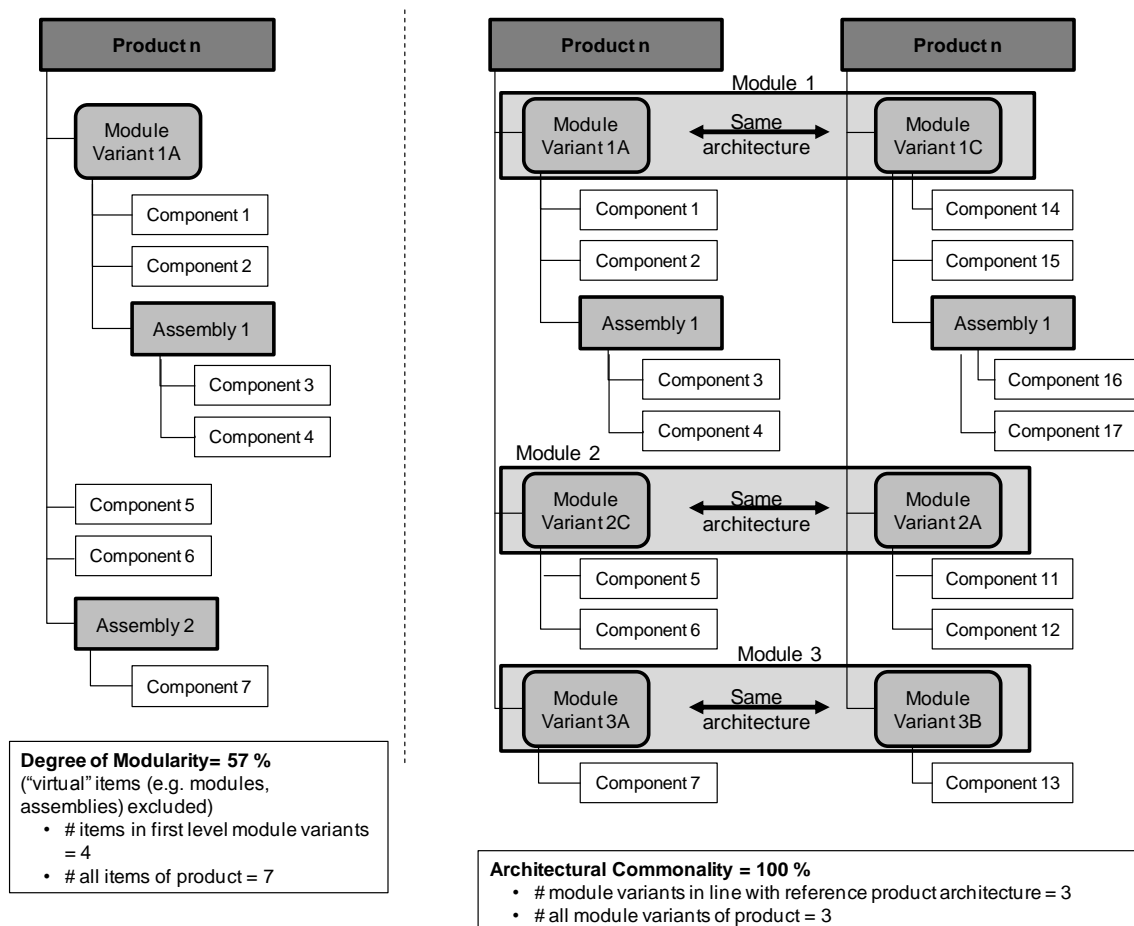 Product n
Module
Variant 1A
Component 1
Component 2
Assembly 1
Component 3
Component 4
Component 5
Component 6
Assembly 2
Component 7
Degree of Modularity= 57 %
(“virtual” items (e.g. modules,
assemblies) excluded)
• # items in first level module variants
= 4
• # all items of product = 7
Product n
Product n
Module 1
Module
Variant 1A
Same
architecture
Module
Variant 1C
Component 1
Component 14
Component 2
Component 15
Assembly 1
Assembly 1
Component 3
Component 16
Component 4
Component 17
Module 2
Module
Variant 2C
Same
architecture
Module
Variant 2A
Component 5
Component 11
Component 6
Component 12
Module 3
Module
Variant 3A
Same
architecture
Module
Variant 3B
Component 7
Component 13
Architectural Commonality = 100 %
• # module variants in line with reference product architecture = 3
• # all module variants of product = 3